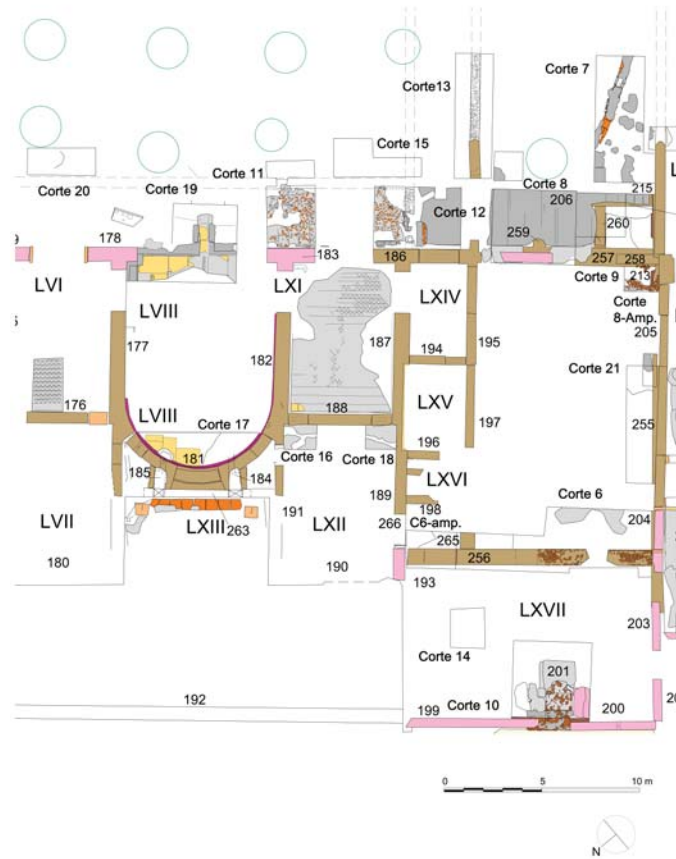 Corte 7
Corte13
Corte 15
Corte 11
Corte 20
Corte 19
Corte 8
215
206
Corte 12
260
178
259
183
186
257
258
LVI
LXI
Corte 9
213
LXIV
LVIII
Corte
8-Amp.
205
177
182
187
195
194
Corte 21
LXV
176
188
197
LVIII
Corte 17
255
196
181
Corte 16
Corte 18
185
184
LXVI
189
Corte 6
198
LVII
191
LXII
C6-amp.
204
LXIII
266
263
265
180
190
256
193
LXVII
203
Corte 14
201
192
199
Corte 10
200
0
5
10 m
N